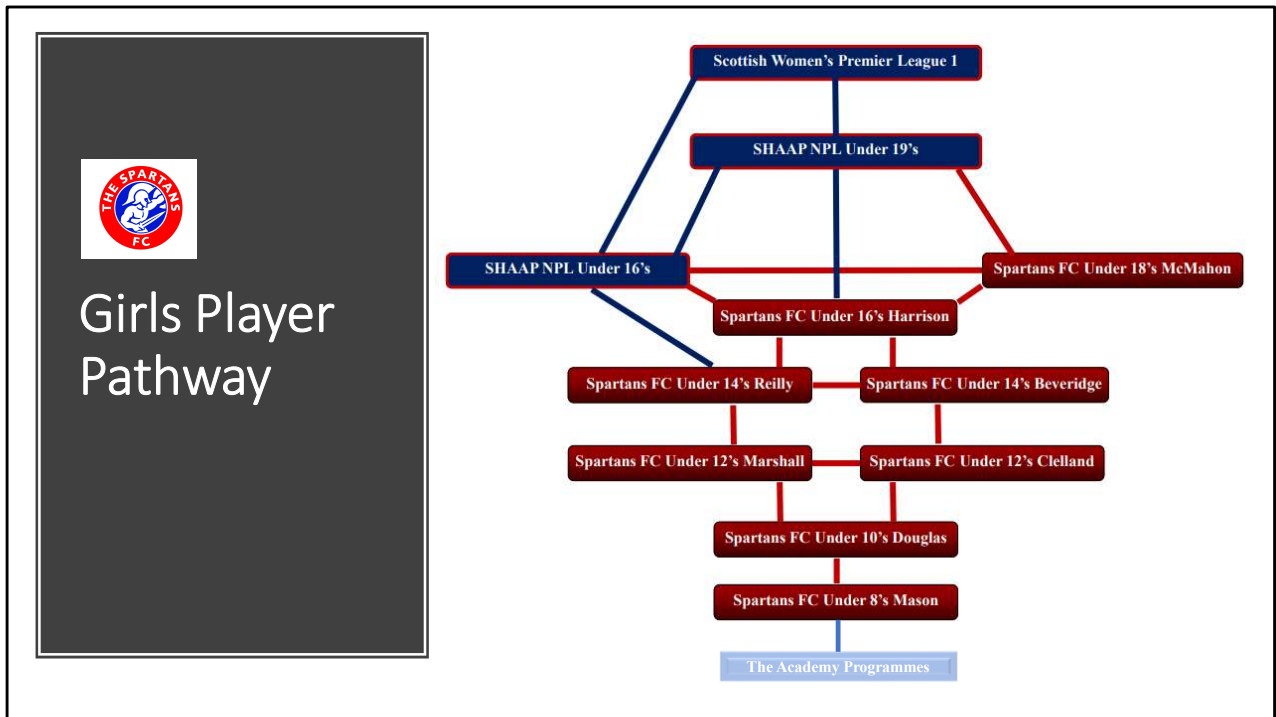 THE SPARTANS
FC
Girls Player
Pathway
Scottish Women’s Premier League 1
SHAAP NPL Under 19’s
SHAAP NPL Under 16’s
Spartans FC Under 18’s McMahon
Spartans FC Under 16’s Harrison
Spartans FC Under 14’s Reilly
Spartans FC Under 14’s Beveridge
Spartans FC Under 12’s Marshall
Spartans FC Under 12’s Clelland
Spartans FC Under 10’s Douglas
Spartans FC Under 8’s Mason
The Academy Programmes